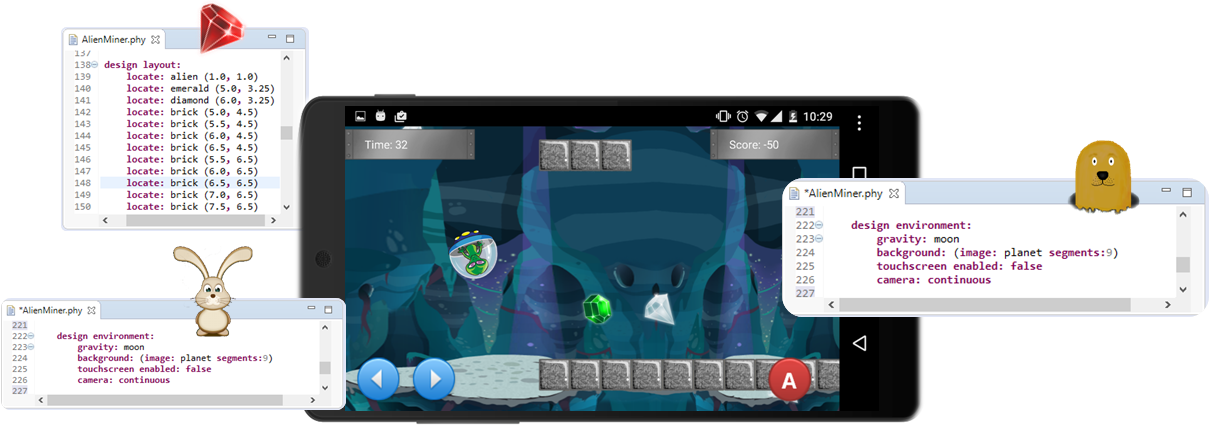 AlienMiner.phy
137
138 design layout:
139 locate: alien (1.0, 1.0)
140 locate: emerald (5.0, 3.25)
141 locate: diamond (6.0, 3.25)
142 locate: brick (5.0, 4.5)
143 locate: brick (5.5, 4.5)
144 locate: brick (6.0, 4.5)
145 locate: brick (6.5, 4.5)
146 locate: brick (5.5, 6.5)
147 locate: brick (6.0, 6.5)
148 locate: brick (6.5, 6.5)
149 locate: brick (7.0, 6.5)
150 locate: brick (7.5, 6.5)
10:29
Time: 32
Score: -50
A
*AlienMiner.phy
221
222 design environment:
223 gravity: moon
224 background: (image: planet segments:9)
225 touchscreen enabled: false
226 camera: continuous
227
*AlienMiner.phy
221
222 design environment:
223 gravity: moon
224 background: (image: planet segments:9)
225 touchscreen enabled: false
226 camera: continuous
227